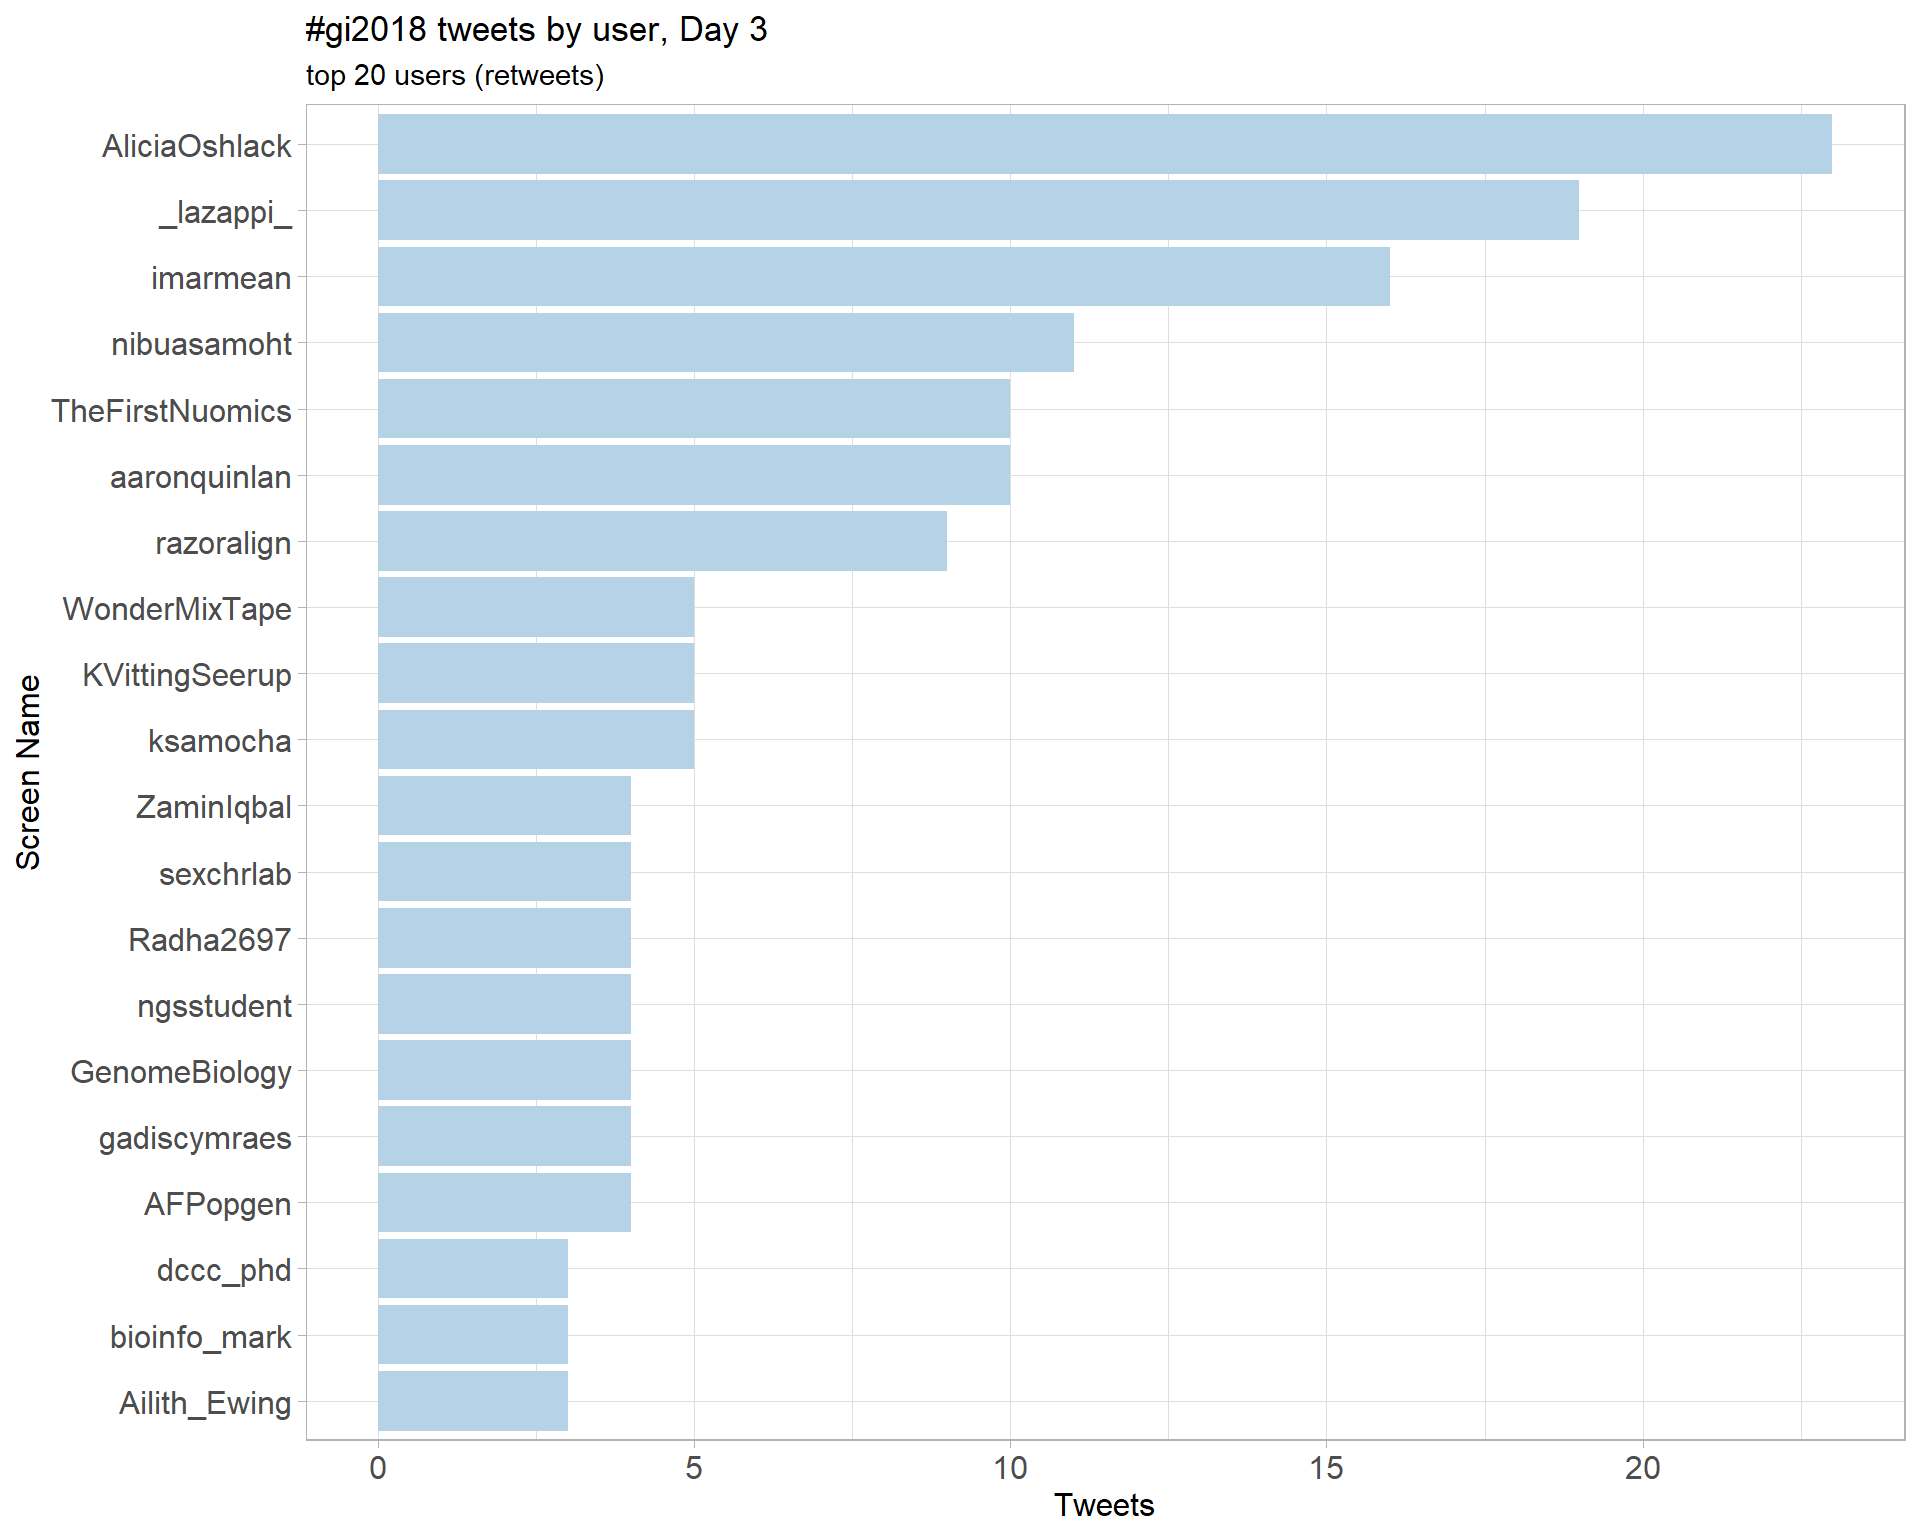 #gi2018 tweets by user, Day 3
top 20 users (retweets)
AliciaOshlack
_lazappi_
imarmean
nibuasamoht
TheFirstNuomics
aaronquinlan
razoralign
WonderMixTape
KVittingSeerup
ksamocha
ZaminIqbal
sexchrlab
Radha2697
ngsstudent
GenomeBiology
gadiscymraes
AFPopgen
dccc_phd
bioinfo_mark
Ailith_Ewing
Screen Name
0 5 10 15 20
Tweets